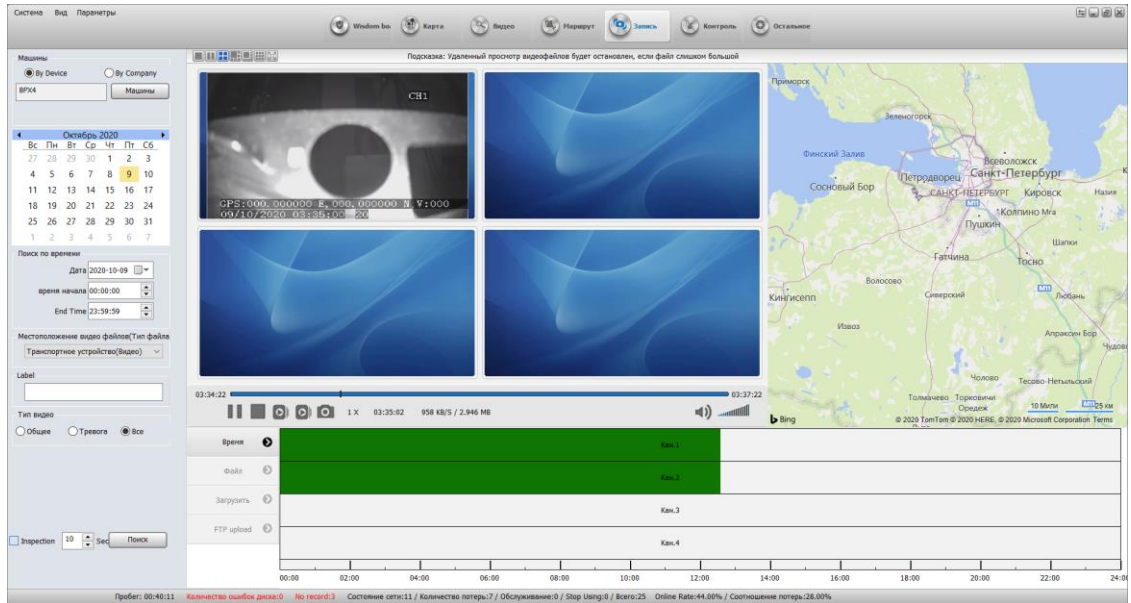 Система Вид Параметры
Wisdom bo Карта Видео Маршрут Запись Контроль Остальное
Подсказка: Удаленный просмотр видеофайлов будет остановлен, если файл слишком большой
Машины
By Device By Company
BPX4 Машины
Октябрь 2020
Вс Пн Вт Ср Чт Пт Сб
27 28 29 30 1 2 3
4 5 6 7 8 9 10
11 12 13 14 15 16 17
18 19 20 21 22 23 24
25 26 27 28 29 30 31
1 2 3 4 5 6 7
Поиск по времени
Дата 2020-10-09
время начала 00:00:00
End Time 23:59:59
Местоположение видео файлов(Тип файла
Транспортное устройство(Видео)
Label
Тип видео
Общее Тревога Все
Inspection 10 Sec Поиск
CH1
GPS:000.000000 E,000.000000 N V:000
09/10/2020 03:35:00 20
03:34:22 03:37:22
1 X 03:35:02 958 KB/S / 2.946 MB
Приморск
Зеленогорск
Финский Залив
Всеволожск
Петродворец Санкт-Петербург
Сосновый Бор
САНКТ-ПЕТЕРБУРГ Кировск Назия
M11
Колпино Мга
Пушкин
Шапки
Гатчина
Тосно
Волосово
M11
Кингисепп Сиверский Любань
Извоз
Апраксин Бор
Чудово
Чолово Тесово-Нетыльский
Толмачево Торковичи
Оредеж
10 Мили M11 25 км
Bing © 2020 TomTom © 2020 HERE, © 2020 Microsoft Corporation Terms
Время
Файл
Загрузить
FTP upload
Кан.1
Кан.2
Кан.3
Кан.4
00:00 02:00 04:00 06:00 08:00 10:00 12:00 14:00 16:00 18:00 20:00 22:00 24:00
Пробег: 00:40:11 Количество ошибок диска:0 No record:3 Состояние сети:11 / Количество потерь:7 / Обслуживание:0 / Stop Using:0 / Всего:25 Online Rate:44.00% / Соотношение потерь:28.00%